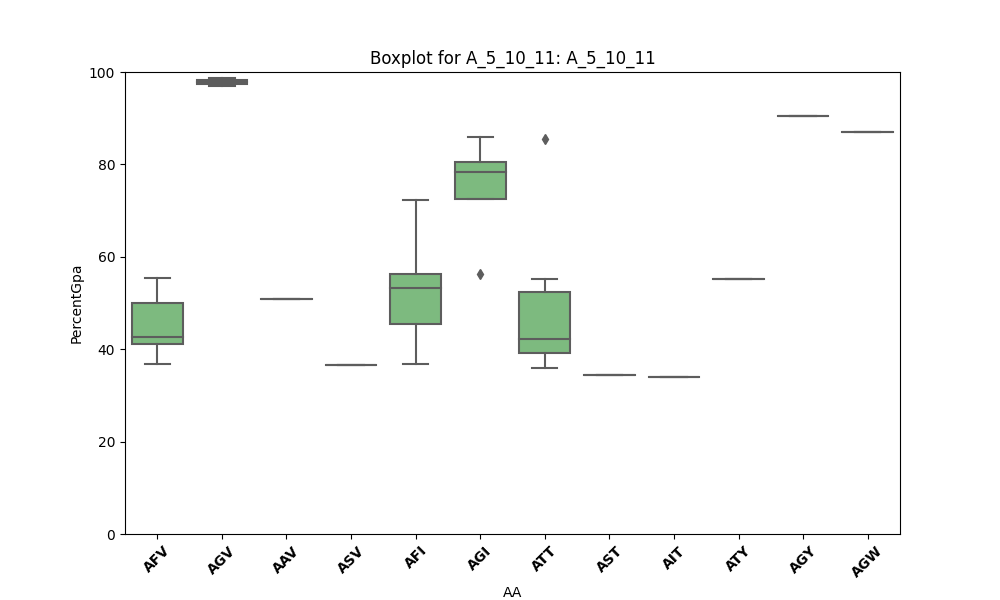 Boxplot for A_5_10_11: A_5_10_11
100
80
60
40
20
0
PercentGpa
AFV
AGV
AAV
ASV
AFI
AGI
ATT
AST
AIT
ATY
AGY
AGW
AA